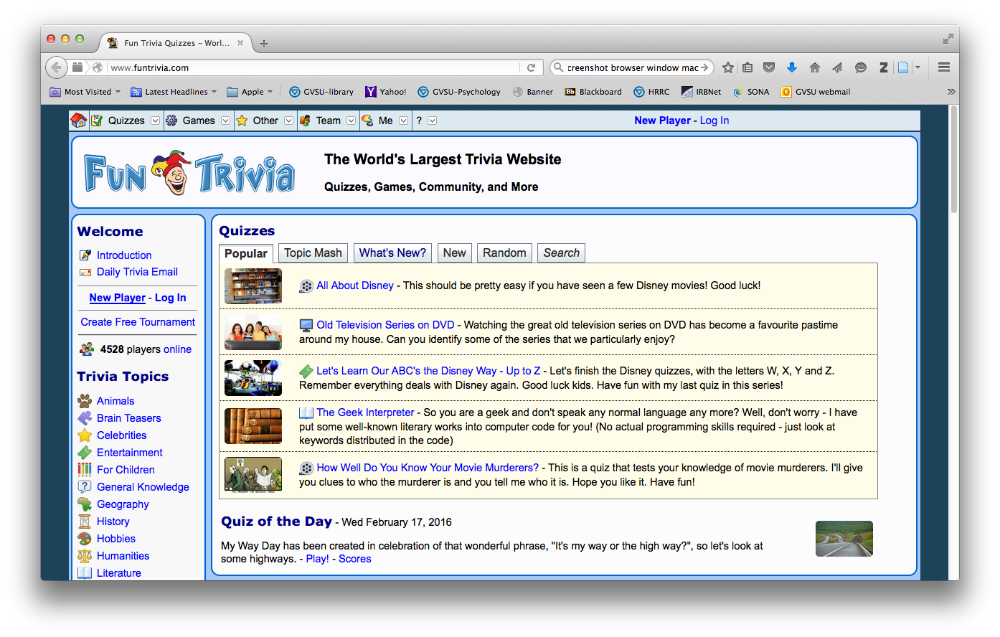 Fun Trivia Quizzes – Worl...
www.funtrivia.com
creenshot browser window mac
Most Visited Latest Headlines Apple GVSU-library Yahoo! GVSU-Psychology Banner Blackboard HRRC IRBNet SONA GVSU webmail
Quizzes Games Other Team Me ? New Player - Log In
FUN TRIVIA
The World's Largest Trivia Website
Quizzes, Games, Community, and More
Welcome
Introduction
Daily Trivia Email
New Player - Log In
Create Free Tournament
4528 players online
Trivia Topics
Animals
Brain Teasers
Celebrities
Entertainment
For Children
General Knowledge
Geography
History
Hobbies
Humanities
Literature
Quizzes
Popular Topic Mash What's New? New Random Search
All About Disney - This should be pretty easy if you have seen a few Disney movies! Good luck!
Old Television Series on DVD - Watching the great old television series on DVD has become a favourite pastime
around my house. Can you identify some of the series that we particularly enjoy?
Let's Learn Our ABC's the Disney Way - Up to Z - Let's finish the Disney quizzes, with the letters W, X, Y and Z.
Remember everything deals with Disney again. Good luck kids. Have fun with my last quiz in this series!
The Geek Interpreter - So you are a geek and don't speak any normal language any more? Well, don't worry - I have
put some well-known literary works into computer code for you! (No actual programming skills required - just look at
keywords distributed in the code)
How Well Do You Know Your Movie Murderers? - This is a quiz that tests your knowledge of movie murderers. I'll give
you clues to who the murderer is and you tell me who it is. Hope you like it. Have fun!
Quiz of the Day - Wed February 17, 2016
My Way Day has been created in celebration of that wonderful phrase, "It's my way or the high way?", so let's look at
some highways. - Play! - Scores